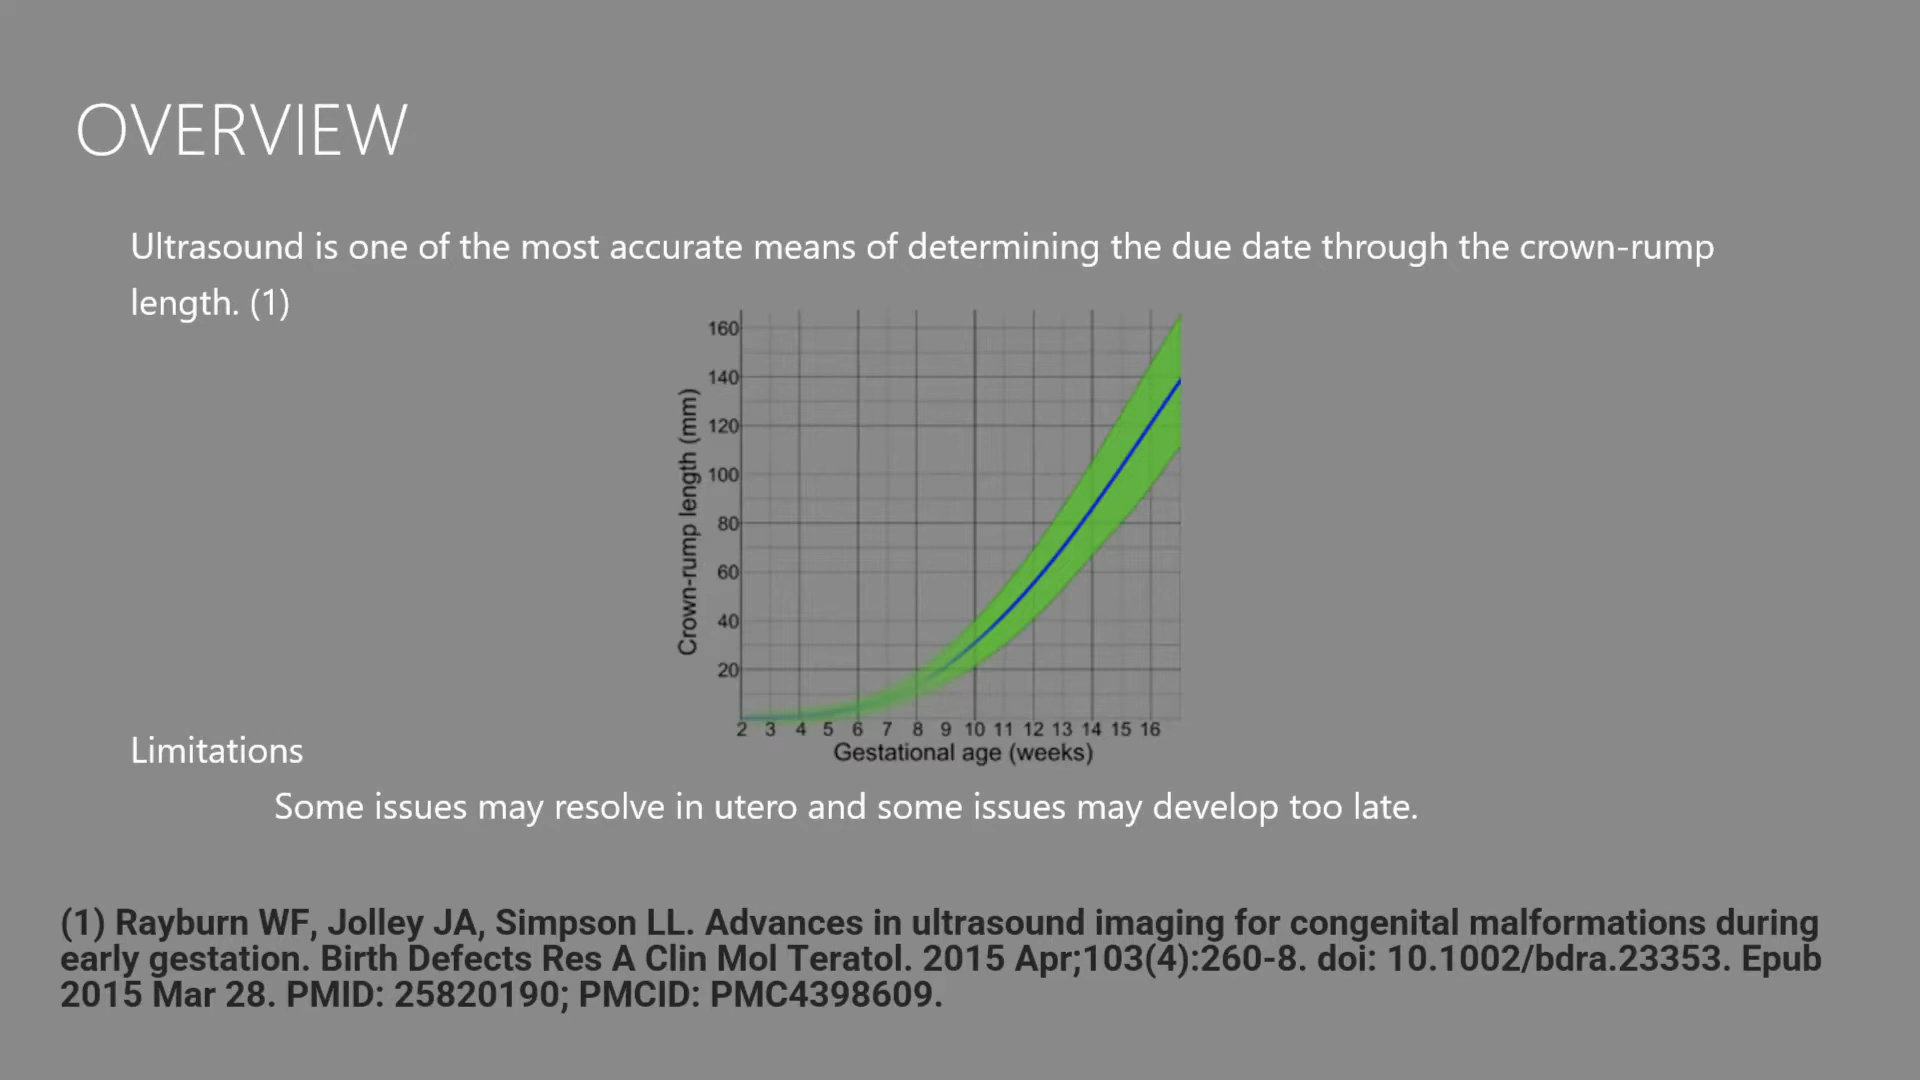 OVERVIEW
Ultrasound is one of the most accurate means of determining the due date through the crown-rump
length. (1)
160
140
120
100
80
60
40
20
Crown-rump length (mm)
2 3 4 5 6 7 8 9 10 11 12 13 14 15 16
Gestational age (weeks)
Limitations
Some issues may resolve in utero and some issues may develop too late.
(1) Rayburn WF, Jolley JA, Simpson LL. Advances in ultrasound imaging for congenital malformations during
early gestation. Birth Defects Res A Clin Mol Teratol. 2015 Apr;103(4):260-8. doi: 10.1002/bdra.23353. Epub
2015 Mar 28. PMID: 25820190; PMCID: PMC4398609.